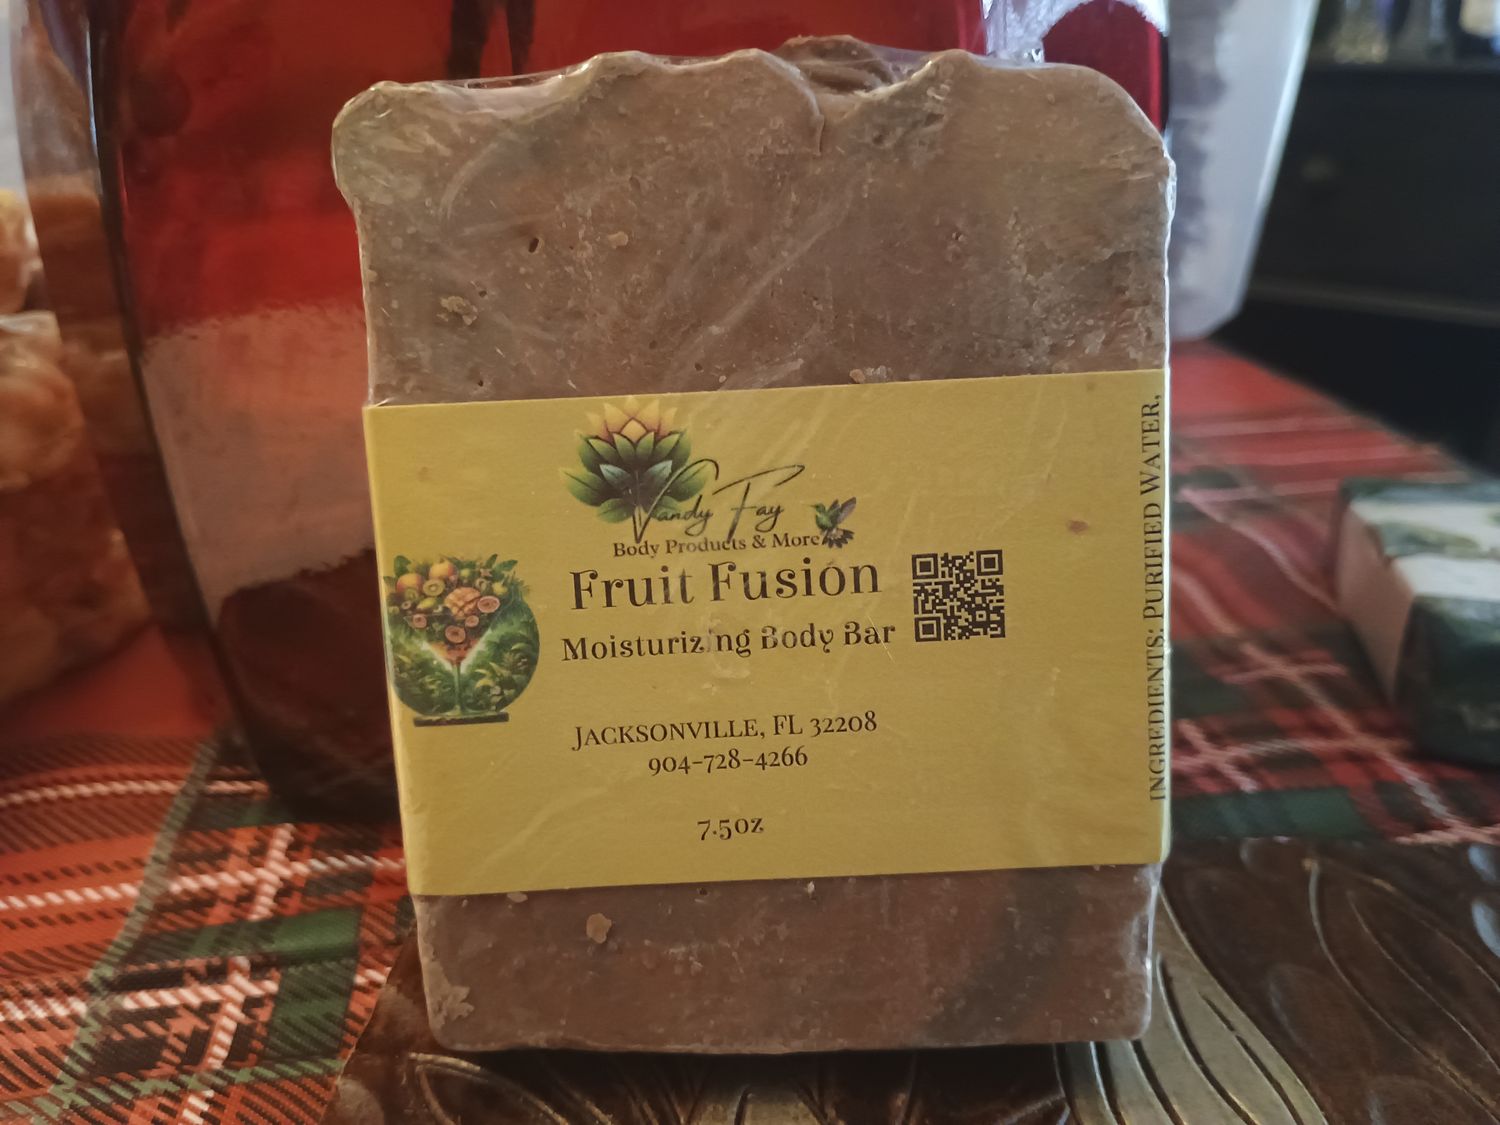 Vandy Fay
Body Products & More
Fruit Fusion
Moisturizing Body Bar
JACKSONVILLE, FL 32208
904-728-4266
7.5oz
INGREDIENTS: PURIFIED WATER,